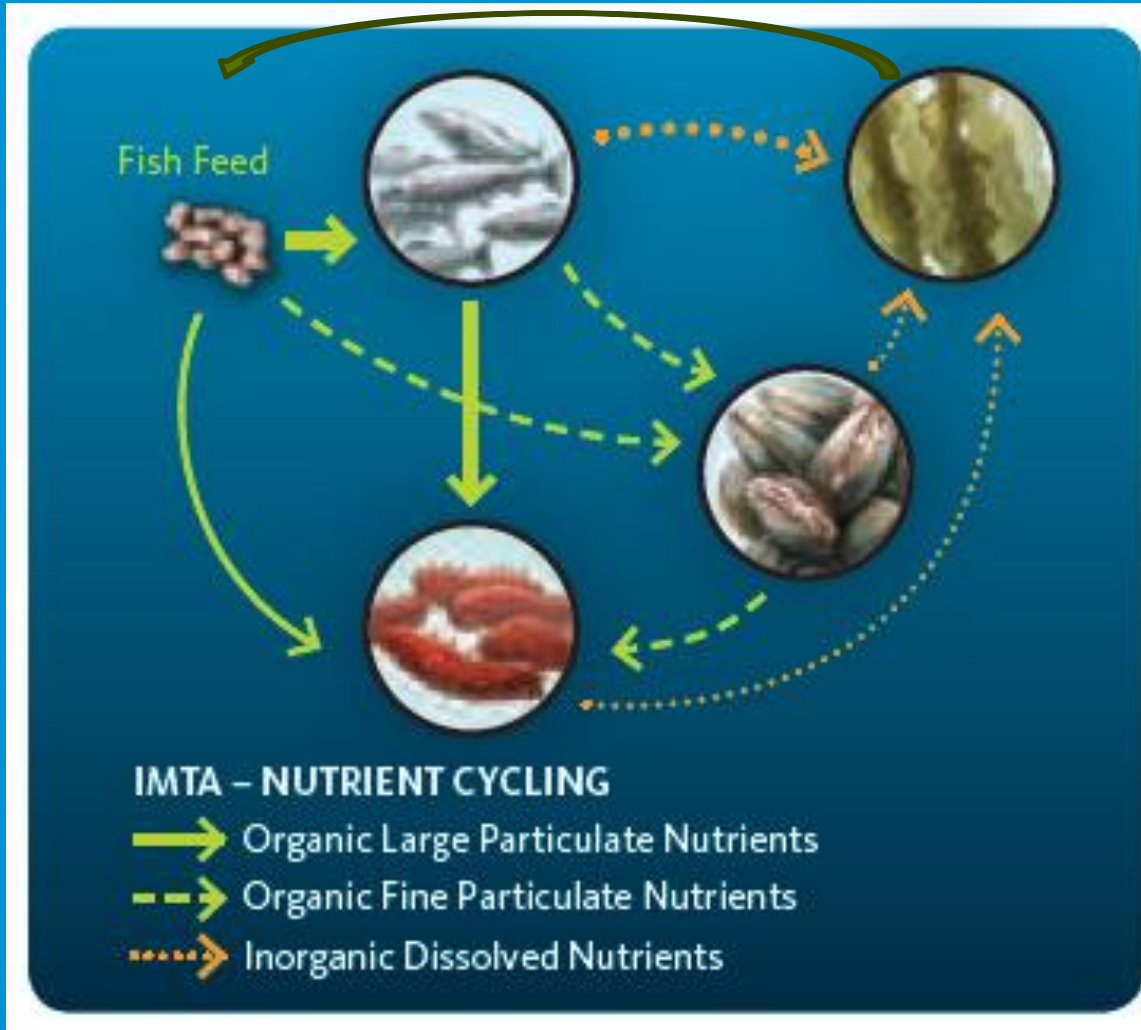 Fish Feed
IMTA – NUTRIENT CYCLING
Organic Large Particulate Nutrients
Organic Fine Particulate Nutrients
Inorganic Dissolved Nutrients